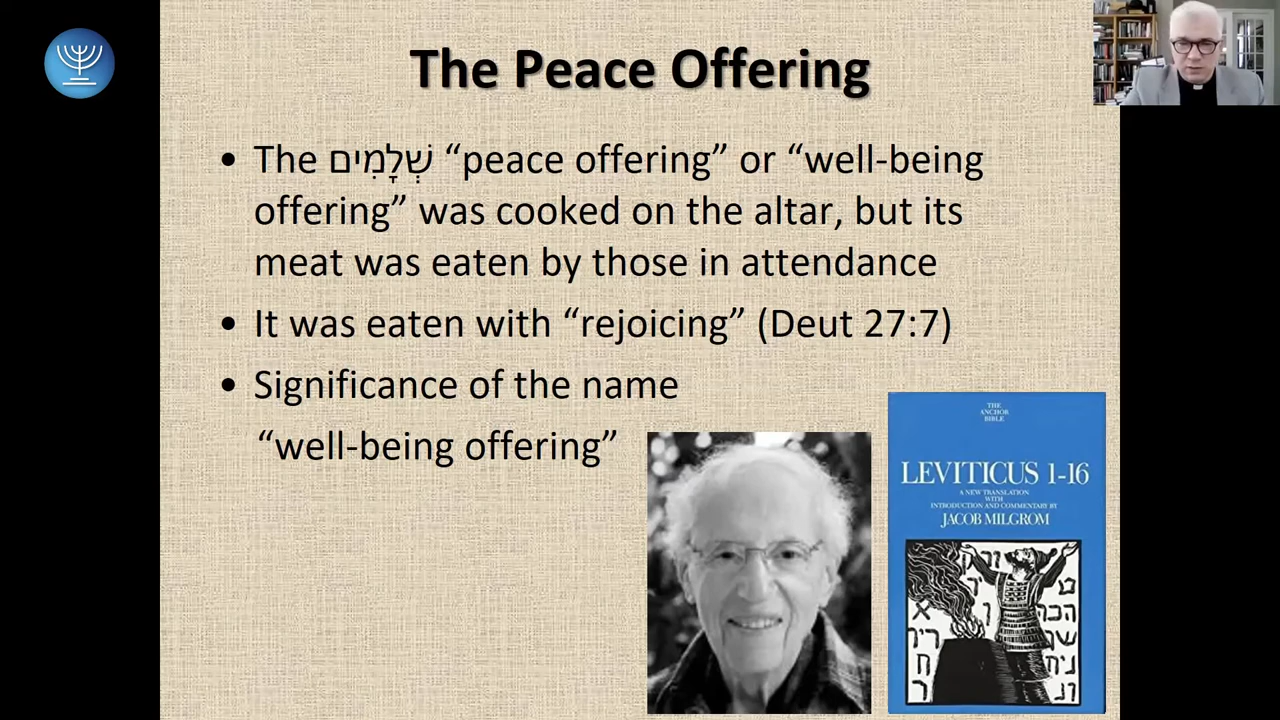 The Peace Offering
• The שְׁלָמִים “peace offering” or “well-being
offering” was cooked on the altar, but its
meat was eaten by those in attendance
• It was eaten with “rejoicing” (Deut 27:7)
• Significance of the name
“well-being offering”
THE
ANCHOR
BIBLE
LEVITICUS 1-16
A NEW TRANSLATION
WITH
INTRODUCTION AND COMMENTARY BY
JACOB MILGROM